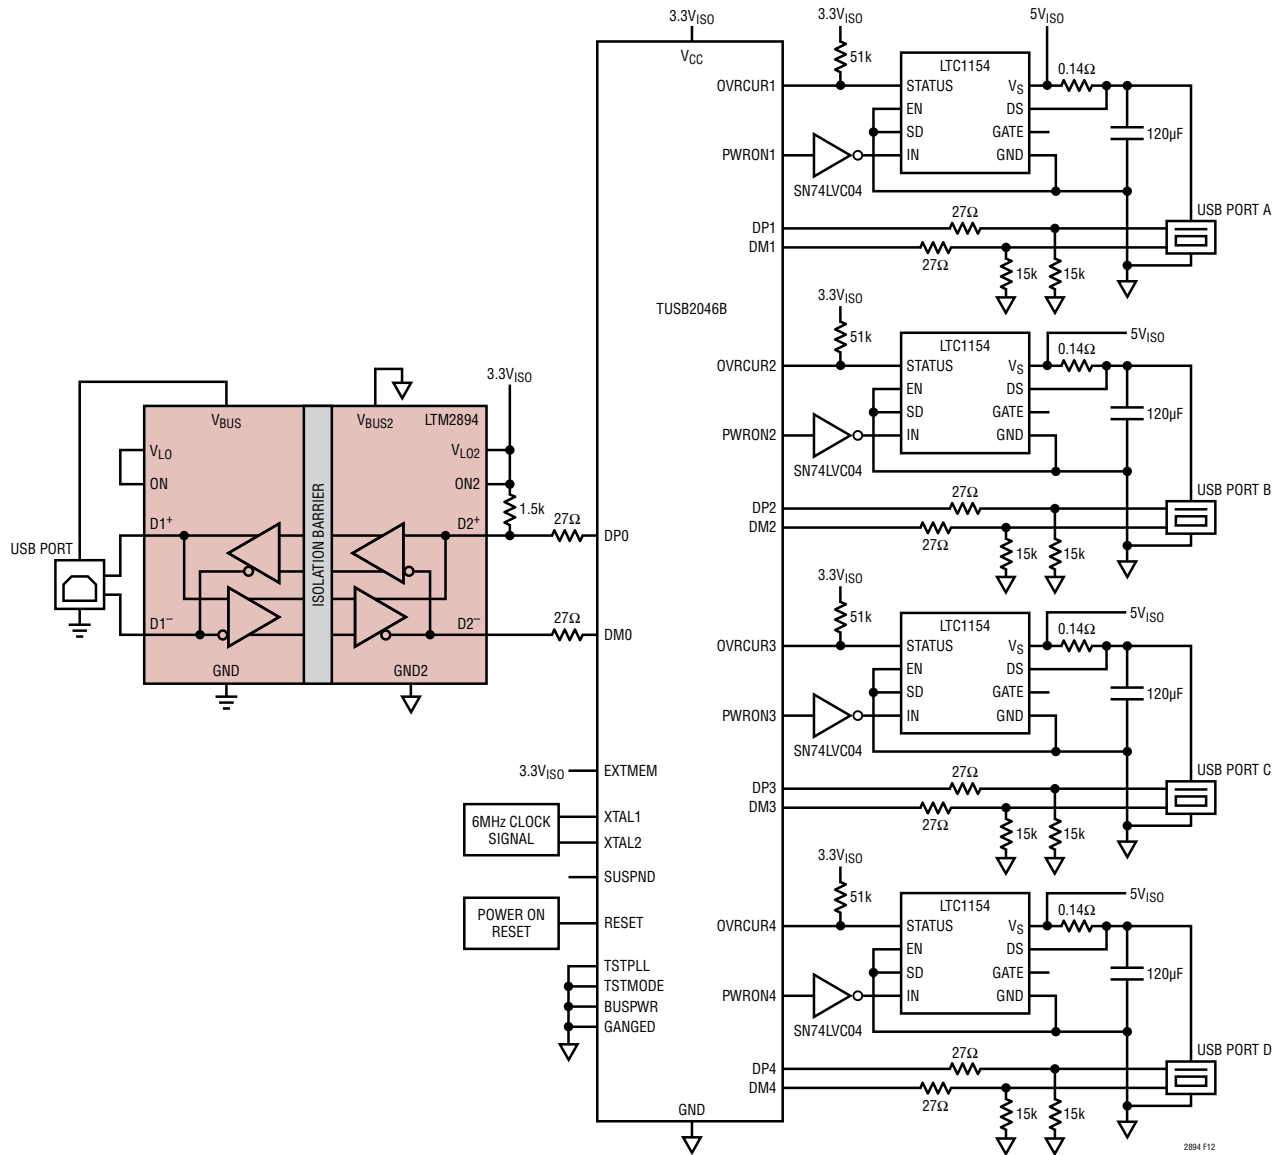 3.3VISO
VCC
TUSB2046B
GND
3.3VISO
VBUS
VBUS2
LTM2894
VLO
ON
VLO2
ON2
1.5k
ISOLATION BARRIER
D1+
D2+
27Ω
DP0
USB PORT
D1−
D2−
27Ω
DM0
GND
GND2
3.3VISO
EXTMEM
6MHz CLOCK
SIGNAL
XTAL1
XTAL2
SUSPND
POWER ON
RESET
RESET
TSTPLL
TSTMODE
BUSPWR
GANGED
3.3VISO
51k
5VISO
LTC1154
0.14Ω
OVRCUR1
STATUS
VS
EN
DS
SD
GATE
120µF
PWRON1
IN
GND
SN74LVC04
USB PORT A
27Ω
DP1
DM1
27Ω
15k
15k
3.3VISO
51k
5VISO
LTC1154
0.14Ω
OVRCUR2
STATUS
VS
EN
DS
SD
GATE
120µF
PWRON2
IN
GND
SN74LVC04
USB PORT B
27Ω
DP2
DM2
27Ω
15k
15k
3.3VISO
51k
5VISO
LTC1154
0.14Ω
OVRCUR3
STATUS
VS
EN
DS
SD
GATE
120µF
PWRON3
IN
GND
SN74LVC04
USB PORT C
27Ω
DP3
DM3
27Ω
15k
15k
3.3VISO
51k
5VISO
LTC1154
0.14Ω
OVRCUR4
STATUS
VS
EN
DS
SD
GATE
120µF
PWRON4
IN
GND
SN74LVC04
USB PORT D
27Ω
DP4
DM4
27Ω
15k
15k
2894 F12